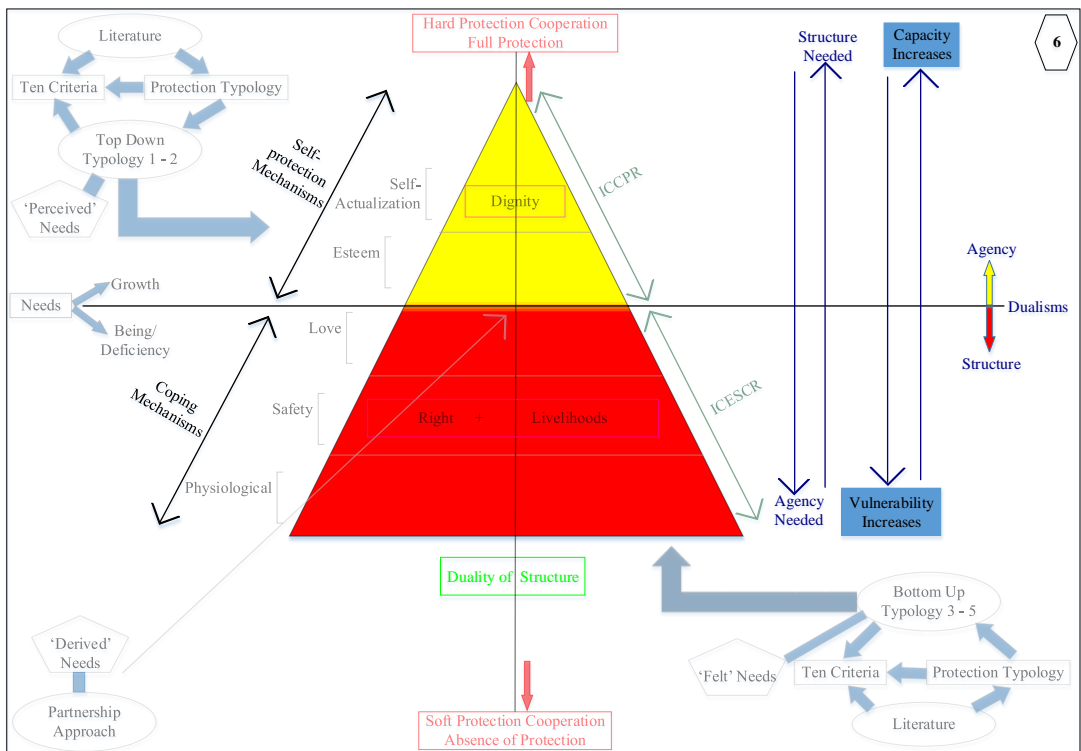 Hard Protection Cooperation
Full Protection
Structure
Needed
Capacity
Increases
6
Literature
Ten Criteria
Protection Typology
Top Down
Typology 1 - 2
‘Perceived’
Needs
Self-
protection
Mechanisms
Self-
Actualization
Dignity
ICCPR
Esteem
Agency
Needs
Growth
Being/
Deficiency
Dualisms
Structure
Love
Coping
Mechanisms
Safety
Right + Livelihoods
ICESCR
Physiological
Agency
Needed
Vulnerability
Increases
Duality of Structure
Bottom Up
Typology 3 - 5
‘Derived’
Needs
‘Felt’ Needs
Ten Criteria
Protection Typology
Partnership
Approach
Soft Protection Cooperation
Absence of Protection
Literature